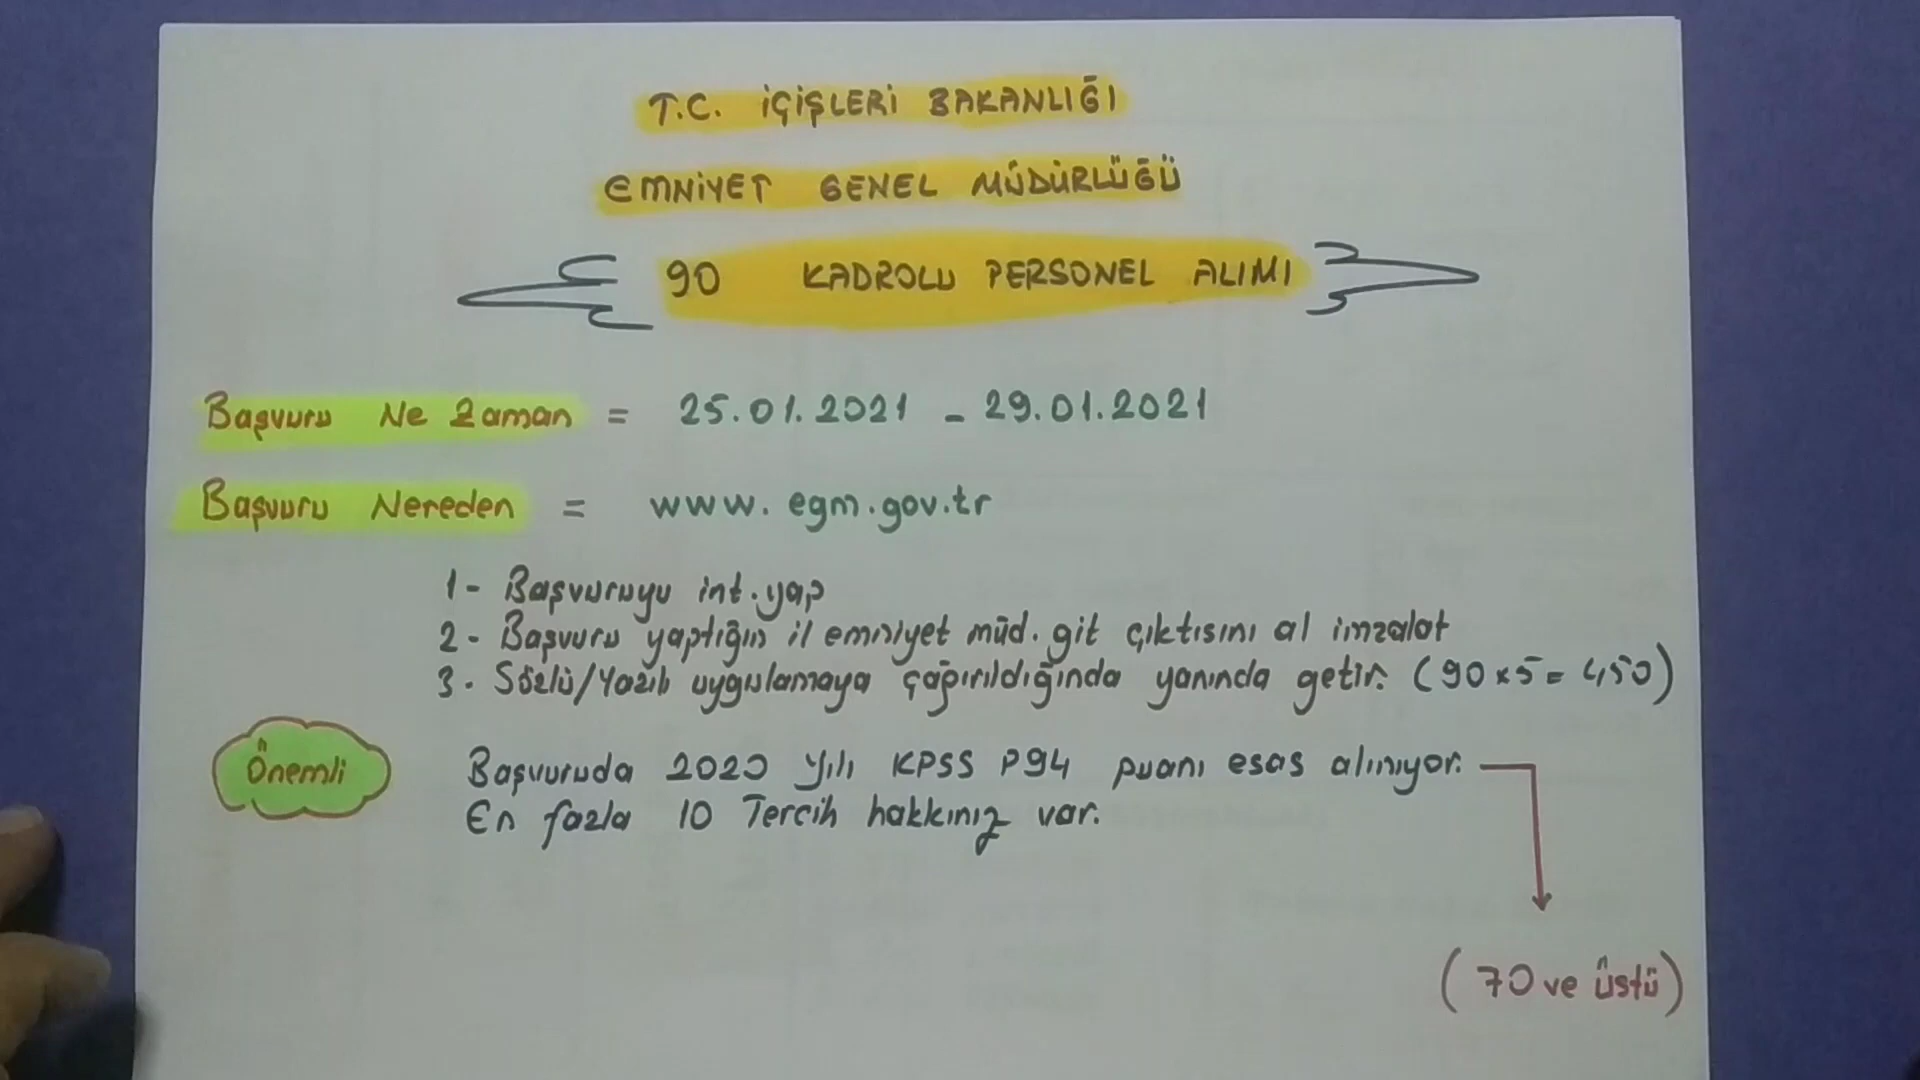 T.C. İÇİŞLERİ BAKANLIĞI
EMNİYET GENEL MÜDÜRLÜĞÜ
90 KADROLU PERSONEL ALIMI
Başvuru Ne Zaman = 25.01.2021 - 29.01.2021
Başvuru Nereden = www.egm.gov.tr
1- Başvuruyu int.yap
2- Başvuru yaptığın il emniyet müd. git çıktısını al imzalat
3- Sözlü/Yazılı uygulamaya çağırıldığında yanında getir. (90x5=450)
Önemli
Başvuruda 2020 Yılı KPSS P94 puanı esas alınıyor.
En fazla 10 Tercih hakkınız var.
(70 ve üstü)